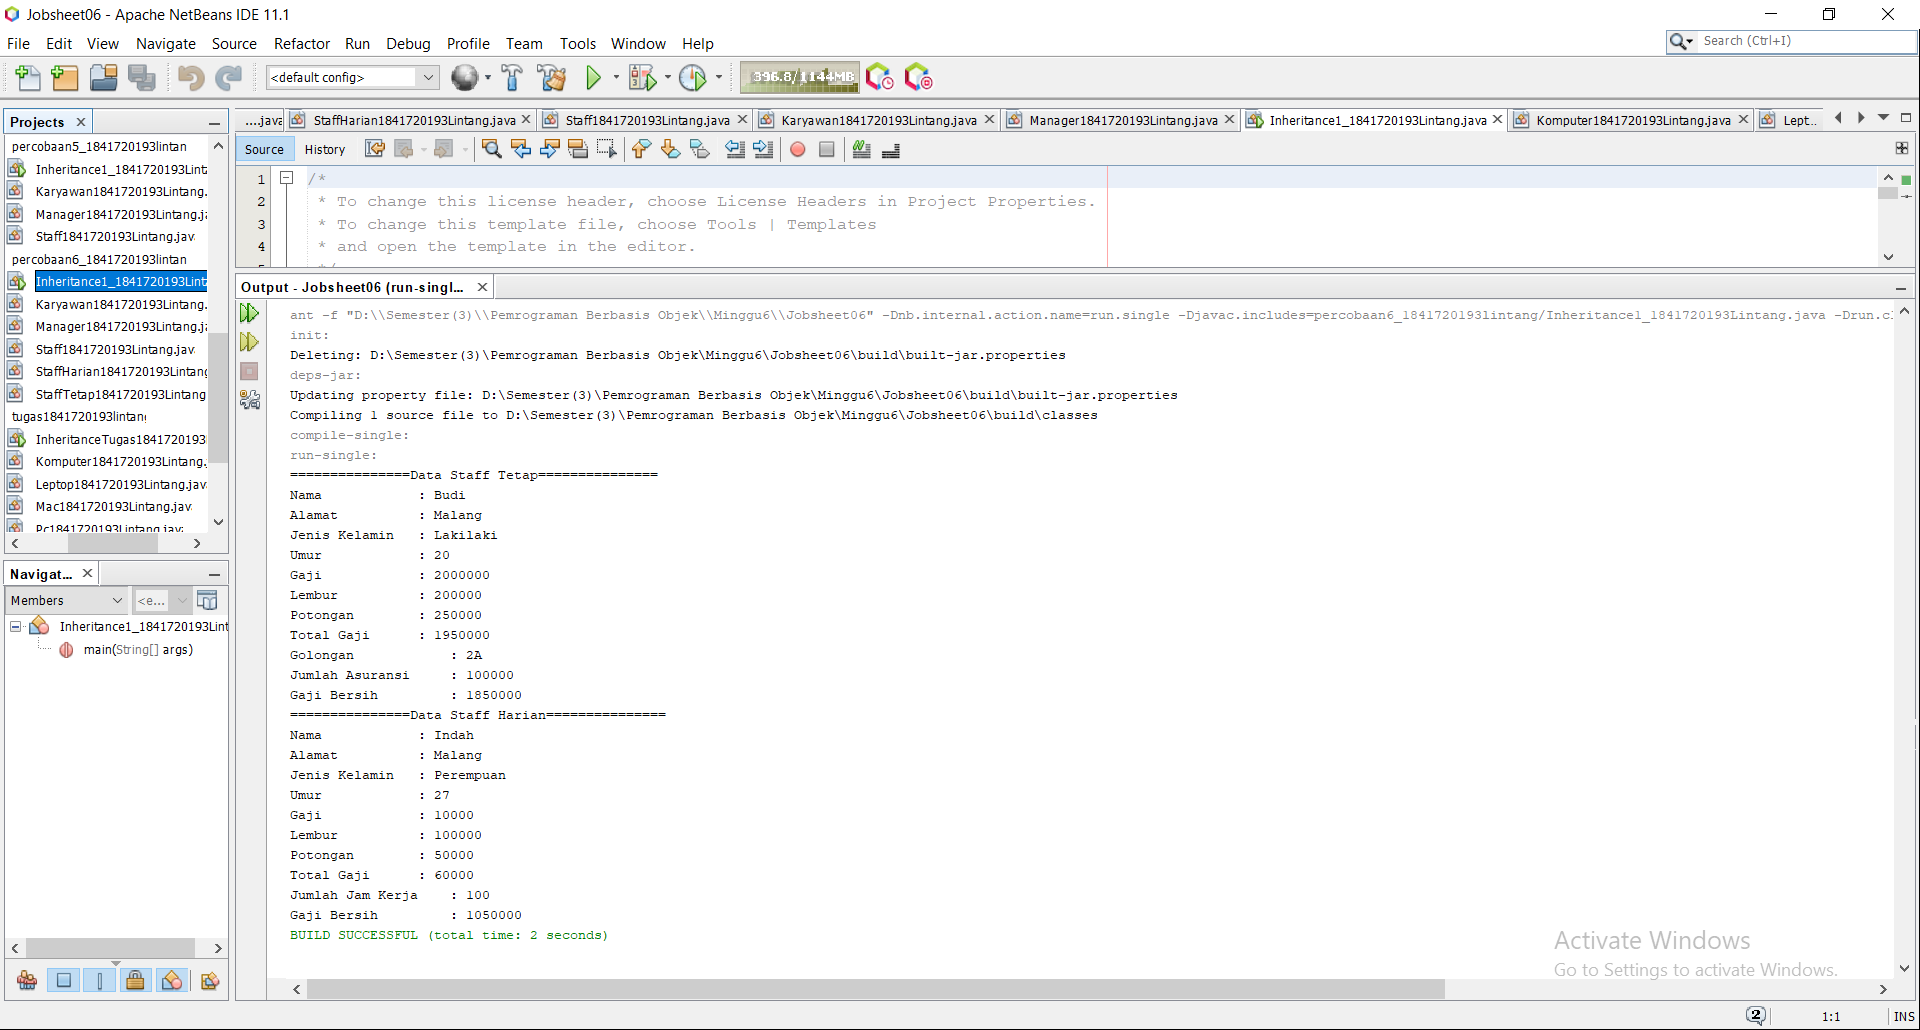 Jobsheet06 - Apache NetBeans IDE 11.1
File Edit View Navigate Source Refactor Run Debug Profile Team Tools Window Help
Search (Ctrl+I)
<default config>
396.8/1144MB
Projects
percobaan5_1841720193lintan
Inheritance1_1841720193Lint
Karyawan1841720193Lintang.
Manager1841720193Lintang.j
Staff1841720193Lintang.jav
percobaan6_1841720193lintan
Inheritance1_1841720193Lint
Karyawan1841720193Lintang.
Manager1841720193Lintang.j
Staff1841720193Lintang.jav
StaffHarian1841720193Lintang
StaffTetap1841720193Lintang
tugas1841720193lintang
InheritanceTugas1841720193
Komputer1841720193Lintang.
Leptop1841720193Lintang.jav
Mac1841720193Lintang.jav
Pc1841720193Lintang.jav
Navigat...
Members
<e...
Inheritance1_1841720193Lint
main(String[] args)
....java StaffHarian1841720193Lintang.java Staff1841720193Lintang.java Karyawan1841720193Lintang.java Manager1841720193Lintang.java Inheritance1_1841720193Lintang.java Komputer1841720193Lintang.java Lept...
Source History
1 /*
2 * To change this license header, choose License Headers in Project Properties.
3 * To change this template file, choose Tools | Templates
4 * and open the template in the editor.
Output - Jobsheet06 (run-singl...
ant -f "D:\\Semester(3)\\Pemrograman Berbasis Objek\\Minggu6\\Jobsheet06" -Dnb.internal.action.name=run.single -Djavac.includes=percobaan6_1841720193lintang/Inheritance1_1841720193Lintang.java -Drun.cl
init:
Deleting: D:\Semester(3)\Pemrograman Berbasis Objek\Minggu6\Jobsheet06\build\built-jar.properties
deps-jar:
Updating property file: D:\Semester(3)\Pemrograman Berbasis Objek\Minggu6\Jobsheet06\build\built-jar.properties
Compiling 1 source file to D:\Semester(3)\Pemrograman Berbasis Objek\Minggu6\Jobsheet06\build\classes
compile-single:
run-single:
===============Data Staff Tetap===============
Nama : Budi
Alamat : Malang
Jenis Kelamin : Lakilaki
Umur : 20
Gaji : 2000000
Lembur : 200000
Potongan : 250000
Total Gaji : 1950000
Golongan : 2A
Jumlah Asuransi : 100000
Gaji Bersih : 1850000
===============Data Staff Harian===============
Nama : Indah
Alamat : Malang
Jenis Kelamin : Perempuan
Umur : 27
Gaji : 10000
Lembur : 100000
Potongan : 50000
Total Gaji : 60000
Jumlah Jam Kerja : 100
Gaji Bersih : 1050000
BUILD SUCCESSFUL (total time: 2 seconds)
Activate Windows
Go to Settings to activate Windows.
2
1:1
INS